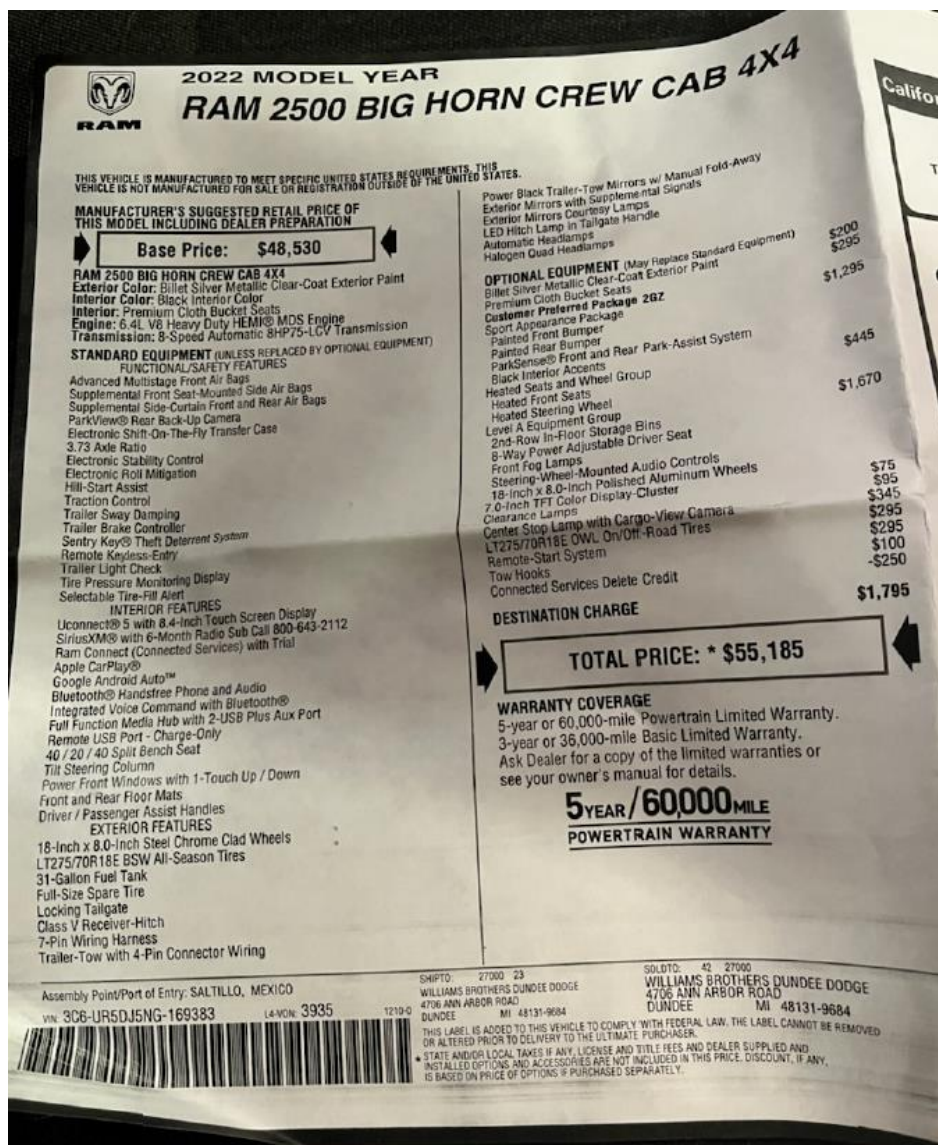 RAM
2022 MODEL YEAR
RAM 2500 BIG HORN CREW CAB 4X4
THIS VEHICLE IS MANUFACTURED TO MEET SPECIFIC UNITED STATES REQUIREMENTS. THIS
VEHICLE IS NOT MANUFACTURED FOR SALE OR REGISTRATION OUTSIDE OF THE UNITED STATES.
MANUFACTURER'S SUGGESTED RETAIL PRICE OF
THIS MODEL INCLUDING DEALER PREPARATION
Base Price: $48,530
RAM 2500 BIG HORN CREW CAB 4X4
Exterior Color: Billet Silver Metallic Clear-Coat Exterior Paint
Interior Color: Black Interior Color
Interior: Premium Cloth Bucket Seats
Engine: 6.4L V8 Heavy Duty HEMI® MDS Engine
Transmission: 8-Speed Automatic 8HP75-LCV Transmission
STANDARD EQUIPMENT (UNLESS REPLACED BY OPTIONAL EQUIPMENT)
FUNCTIONAL/SAFETY FEATURES
Advanced Multistage Front Air Bags
Supplemental Front Seat-Mounted Side Air Bags
Supplemental Side-Curtain Front and Rear Air Bags
ParkView® Rear Back-Up Camera
Electronic Shift-On-The-Fly Transfer Case
3.73 Axle Ratio
Electronic Stability Control
Electronic Roll Mitigation
Hill-Start Assist
Traction Control
Trailer Sway Damping
Trailer Brake Controller
Sentry Key® Theft Deterrent System
Remote Keyless-Entry
Trailer Light Check
Tire Pressure Monitoring Display
Selectable Tire-Fill Alert
INTERIOR FEATURES
Uconnect® 5 with 8.4-Inch Touch Screen Display
SiriusXM® with 6-Month Radio Sub Call 800-643-2112
Ram Connect (Connected Services) with Trial
Apple CarPlay®
Google Android Auto™
Bluetooth® Handsfree Phone and Audio
Integrated Voice Command with Bluetooth®
Full Function Media Hub with 2-USB Plus Aux Port
Remote USB Port - Charge-Only
40 / 20 / 40 Split Bench Seat
Tilt Steering Column
Power Front Windows with 1-Touch Up / Down
Front and Rear Floor Mats
Driver / Passenger Assist Handles
EXTERIOR FEATURES
18-Inch x 8.0-Inch Steel Chrome Clad Wheels
LT275/70R18E BSW All-Season Tires
31-Gallon Fuel Tank
Full-Size Spare Tire
Locking Tailgate
Class V Receiver-Hitch
7-Pin Wiring Harness
Trailer-Tow with 4-Pin Connector Wiring
Power Black Trailer-Tow Mirrors w/ Manual Fold-Away
Exterior Mirrors with Supplemental Signals
Exterior Mirrors Courtesy Lamps
LED Hitch Lamp in Tailgate Handle
Automatic Headlamps
Halogen Quad Headlamps
OPTIONAL EQUIPMENT (May Replace Standard Equipment)
Billet Silver Metallic Clear-Coat Exterior Paint $200
Premium Cloth Bucket Seats $295
Customer Preferred Package 2GZ
Sport Appearance Package $1,295
Painted Front Bumper
Painted Rear Bumper
ParkSense® Front and Rear Park-Assist System
Black Interior Accents
Heated Seats and Wheel Group $445
Heated Front Seats
Heated Steering Wheel
Level A Equipment Group $1,670
2nd-Row In-Floor Storage Bins
8-Way Power Adjustable Driver Seat
Front Fog Lamps
Steering-Wheel-Mounted Audio Controls
18-Inch x 8.0-Inch Polished Aluminum Wheels
7.0-Inch TFT Color Display-Cluster
Clearance Lamps $75
$95
Center Stop Lamp with Cargo-View Camera $345
LT275/70R18E OWL On/Off-Road Tires $295
Remote-Start System $295
Tow Hooks $100
Connected Services Delete Credit -$250
DESTINATION CHARGE $1,795
TOTAL PRICE: * $55,185
WARRANTY COVERAGE
5-year or 60,000-mile Powertrain Limited Warranty.
3-year or 36,000-mile Basic Limited Warranty.
Ask Dealer for a copy of the limited warranties or
see your owner's manual for details.
5YEAR/60,000MILE
POWERTRAIN WARRANTY
Assembly Point/Port of Entry: SALTILLO, MEXICO
VIN: 3C6-UR5DJ5NG-169383 L4-VON: 3935 1210-0
SHIPTO: 27000 23
WILLIAMS BROTHERS DUNDEE DODGE
4706 ANN ARBOR ROAD
DUNDEE MI 48131-9684
SOLDTO: 42 27000
WILLIAMS BROTHERS DUNDEE DODGE
4706 ANN ARBOR ROAD
DUNDEE MI 48131-9684
THIS LABEL IS ADDED TO THIS VEHICLE TO COMPLY WITH FEDERAL LAW. THE LABEL CANNOT BE REMOVED
OR ALTERED PRIOR TO DELIVERY TO THE ULTIMATE PURCHASER.
* STATE AND/OR LOCAL TAXES IF ANY, LICENSE AND TITLE FEES AND DEALER SUPPLIED AND
INSTALLED OPTIONS AND ACCESSORIES ARE NOT INCLUDED IN THIS PRICE. DISCOUNT, IF ANY,
IS BASED ON PRICE OF OPTIONS IF PURCHASED SEPARATELY.
Califor